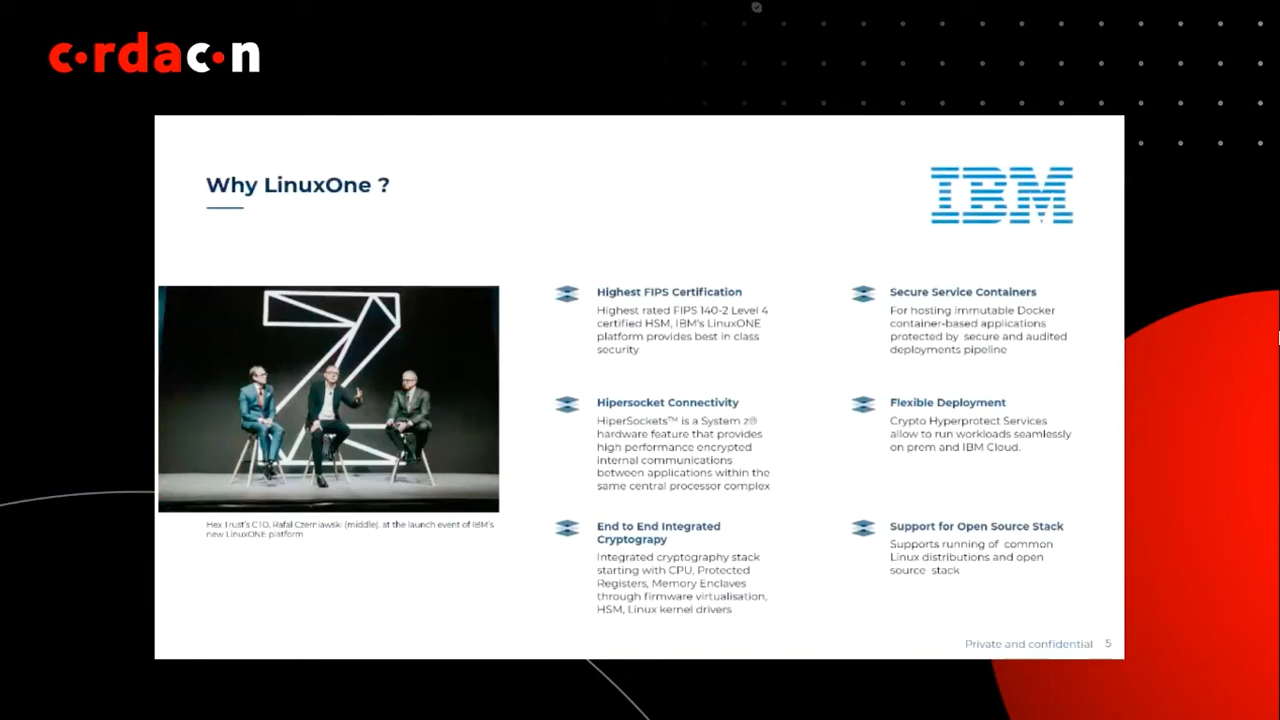 cordacon
Why LinuxOne ?
IBM
Hex Trust's CTO, Rafal Czerniawski (middle), at the launch event of IBM's
new LinuxONE platform
Highest FIPS Certification
Highest rated FIPS 140-2 Level 4
certified HSM, IBM's LinuxONE
platform provides best in class
security
Hipersocket Connectivity
HiperSockets™ is a System z®
hardware feature that provides
high performance encrypted
internal communications
between applications within the
same central processor complex
End to End Integrated
Cryptograpy
Integrated cryptography stack
starting with CPU, Protected
Registers, Memory Enclaves
through firmware virtualisation,
HSM, Linux kernel drivers
Secure Service Containers
For hosting immutable Docker
container-based applications
protected by secure and audited
deployments pipeline
Flexible Deployment
Crypto Hyperprotect Services
allow to run workloads seamlessly
on prem and IBM Cloud.
Support for Open Source Stack
Supports running of common
Linux distributions and open
source stack
Private and confidential 5